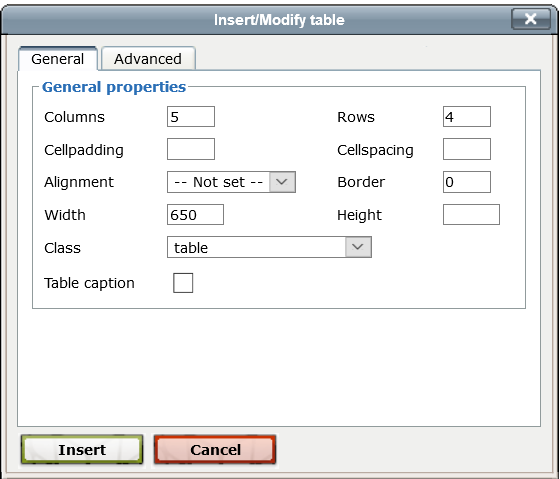 Insert/Modify table
General Advanced
General properties
Columns 5 Rows 4
Cellpadding Cellspacing
Alignment -- Not set -- Border 0
Width 650 Height
Class table
Table caption
Insert Cancel